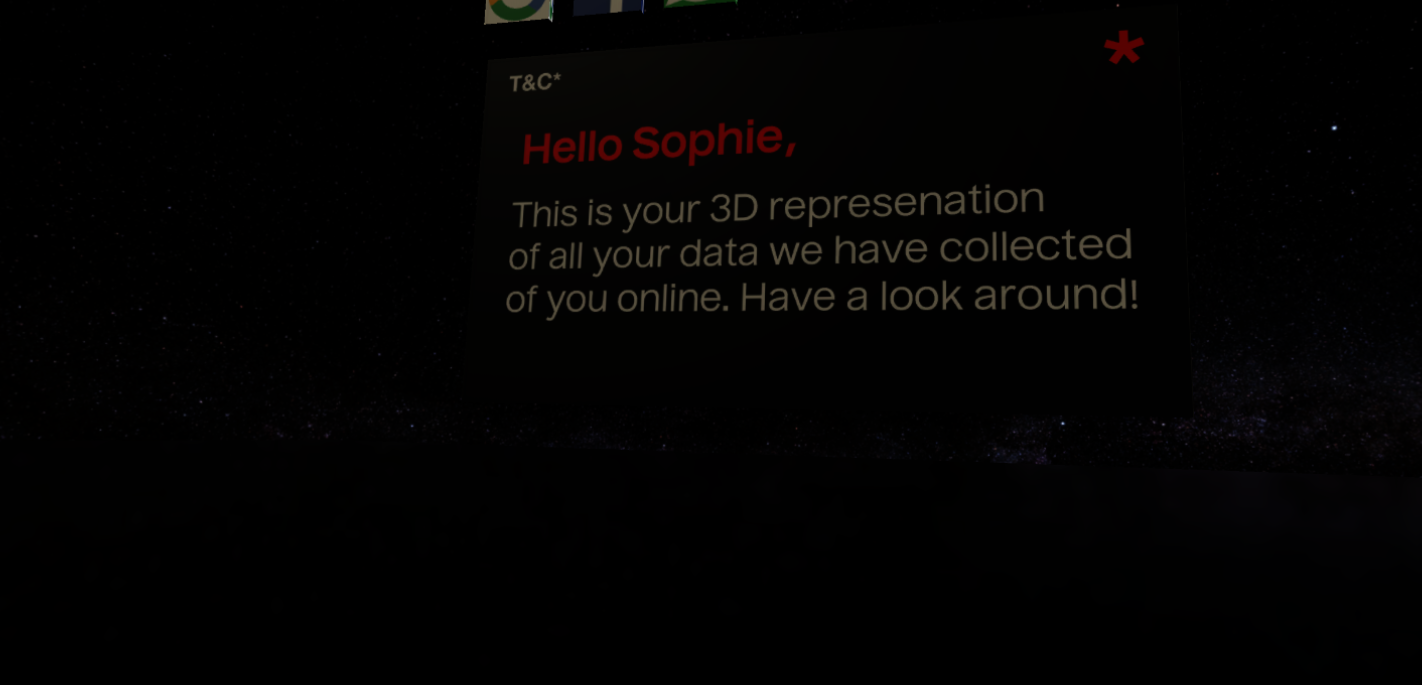 T&C*
*
Hello Sophie,
This is your 3D represenation
of all your data we have collected
of you online. Have a look around!